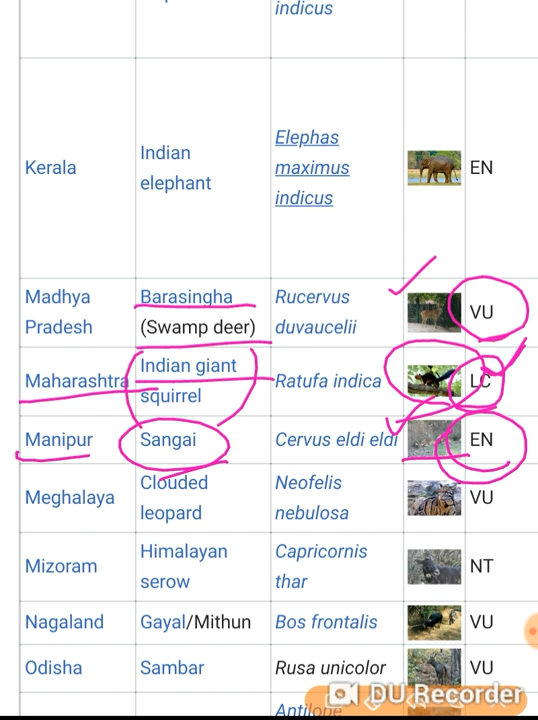 indicus
Kerala
Indian
elephant
Elephas
maximus
indicus
EN
Madhya
Pradesh
Barasingha
(Swamp deer)
Rucervus
duvaucelii
VU
Maharashtra
Indian giant
squirrel
Ratufa indica
LC
Manipur
Sangai
Cervus eldi eldi
EN
Meghalaya
Clouded
leopard
Neofelis
nebulosa
VU
Mizoram
Himalayan
serow
Capricornis
thar
NT
Nagaland
Gayal/Mithun
Bos frontalis
VU
Odisha
Sambar
Rusa unicolor
VU
Antilope
DU Recorder